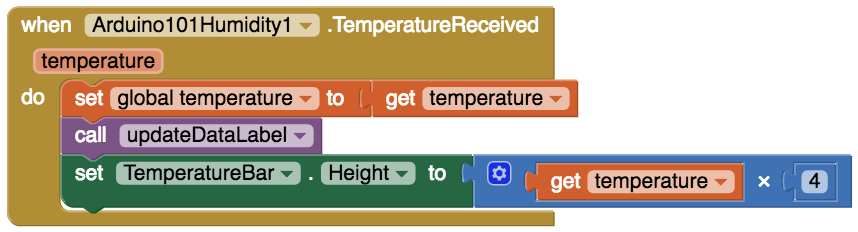 when Arduino101Humidity1 .TemperatureReceived
temperature
do set global temperature to get temperature
call updateDataLabel
set TemperatureBar . Height to get temperature × 4